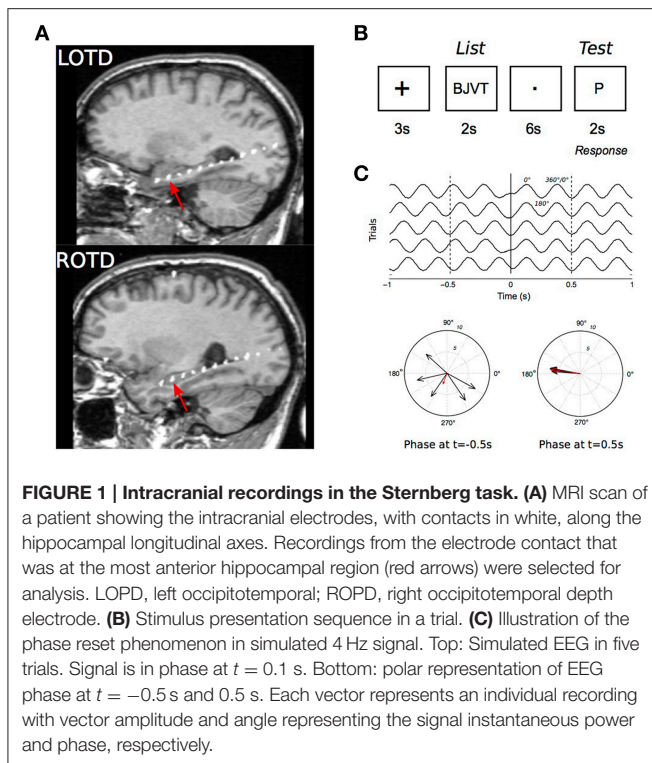 A
LOTD
ROTD
B
List
Test
+
BJVT
.
P
3s
2s
6s
2s
Response
C
0°
360°/0°
180°
Trials
−1
−0.5
0
0.5
1
Time (s)
90°
10
5
180°
0°
270°
Phase at t=-0.5s
90°
10
5
180°
0°
270°
Phase at t=0.5s
FIGURE 1 | Intracranial recordings in the Sternberg task. (A) MRI scan of
a patient showing the intracranial electrodes, with contacts in white, along the
hippocampal longitudinal axes. Recordings from the electrode contact that
was at the most anterior hippocampal region (red arrows) were selected for
analysis. LOPD, left occipitotemporal; ROPD, right occipitotemporal depth
electrode. (B) Stimulus presentation sequence in a trial. (C) Illustration of the
phase reset phenomenon in simulated 4 Hz signal. Top: Simulated EEG in five
trials. Signal is in phase at t = 0.1 s. Bottom: polar representation of EEG
phase at t = −0.5 s and 0.5 s. Each vector represents an individual recording
with vector amplitude and angle representing the signal instantaneous power
and phase, respectively.